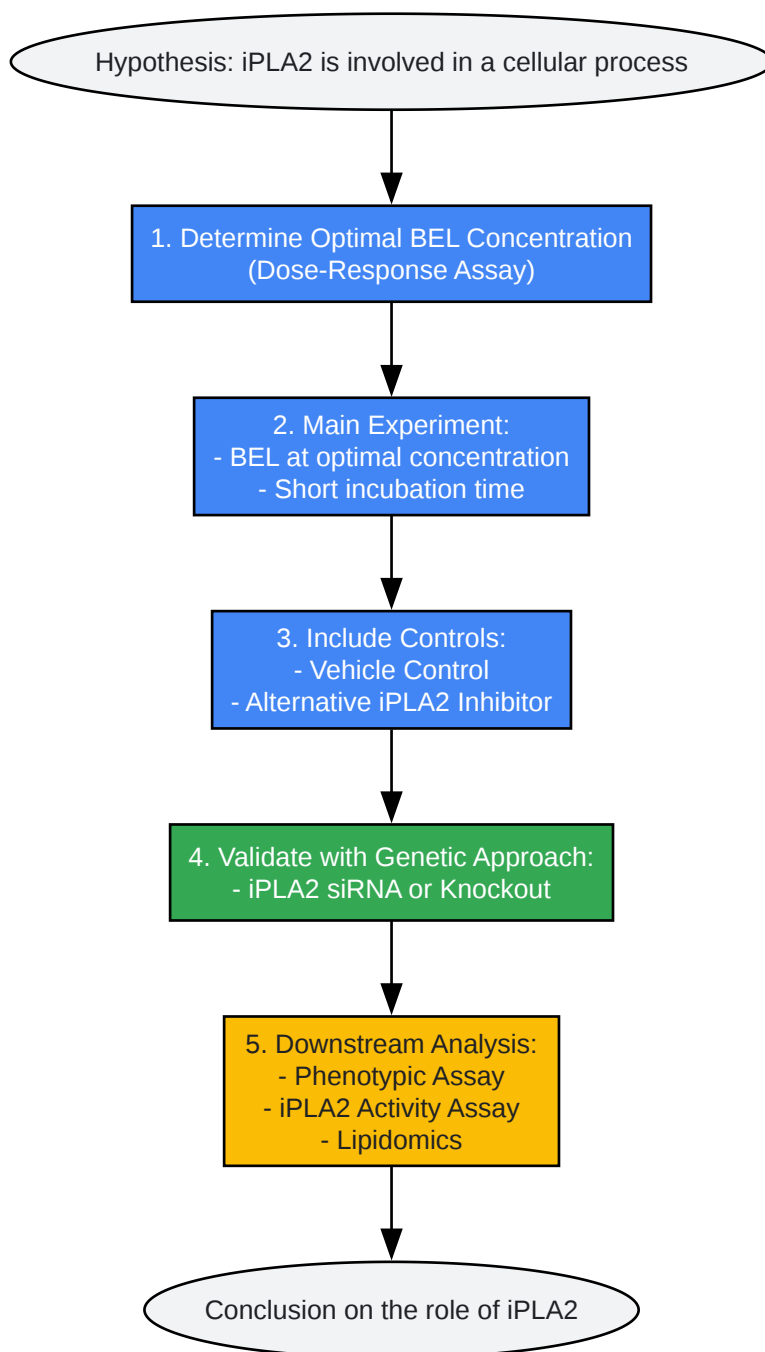 Hypothesis: iPLA2 is involved in a cellular process
1. Determine Optimal BEL Concentration
(Dose-Response Assay)
2. Main Experiment:
- BEL at optimal concentration
- Short incubation time
3. Include Controls:
- Vehicle Control
- Alternative iPLA2 Inhibitor
4. Validate with Genetic Approach:
- iPLA2 siRNA or Knockout
5. Downstream Analysis:
- Phenotypic Assay
- iPLA2 Activity Assay
- Lipidomics
Conclusion on the role of iPLA2